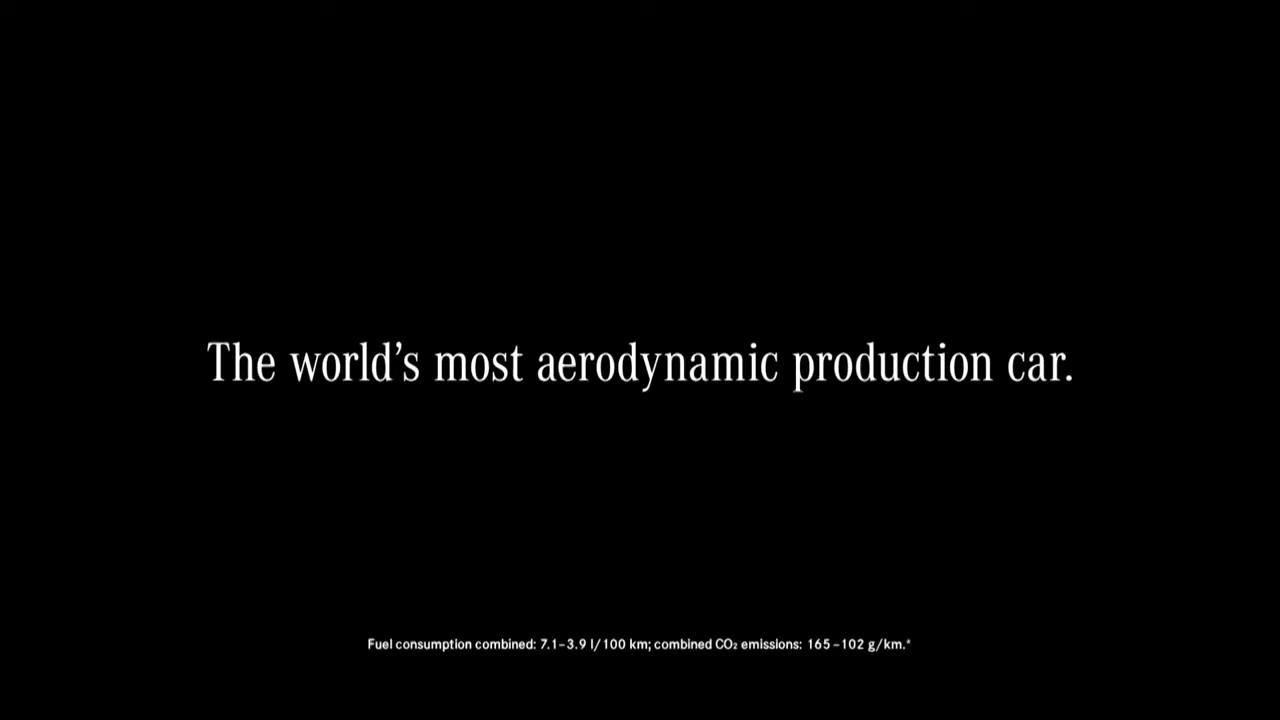 The world’s most aerodynamic production car.
Fuel consumption combined: 7.1–3.9 l/100 km; combined CO₂ emissions: 165–102 g/km.*